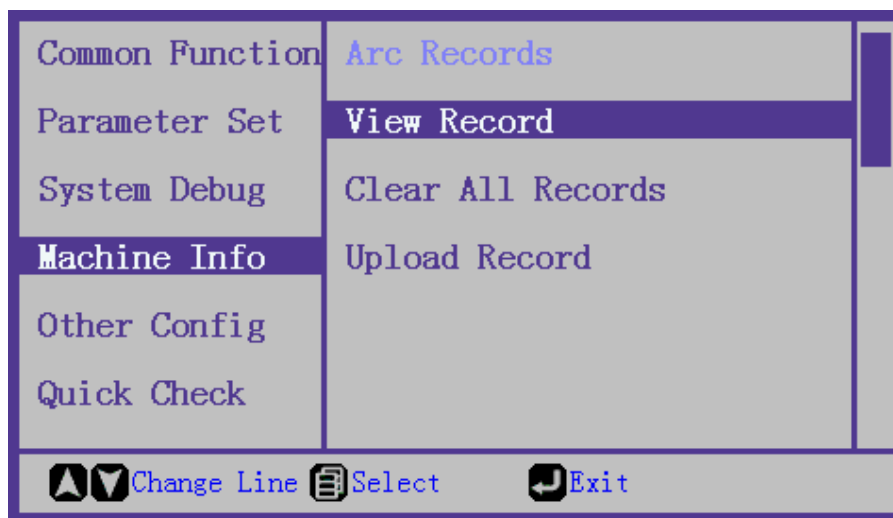 Common Function
Parameter Set
System Debug
Machine Info
Other Config
Quick Check
Arc Records
View Record
Clear All Records
Upload Record
Change Line Select Exit